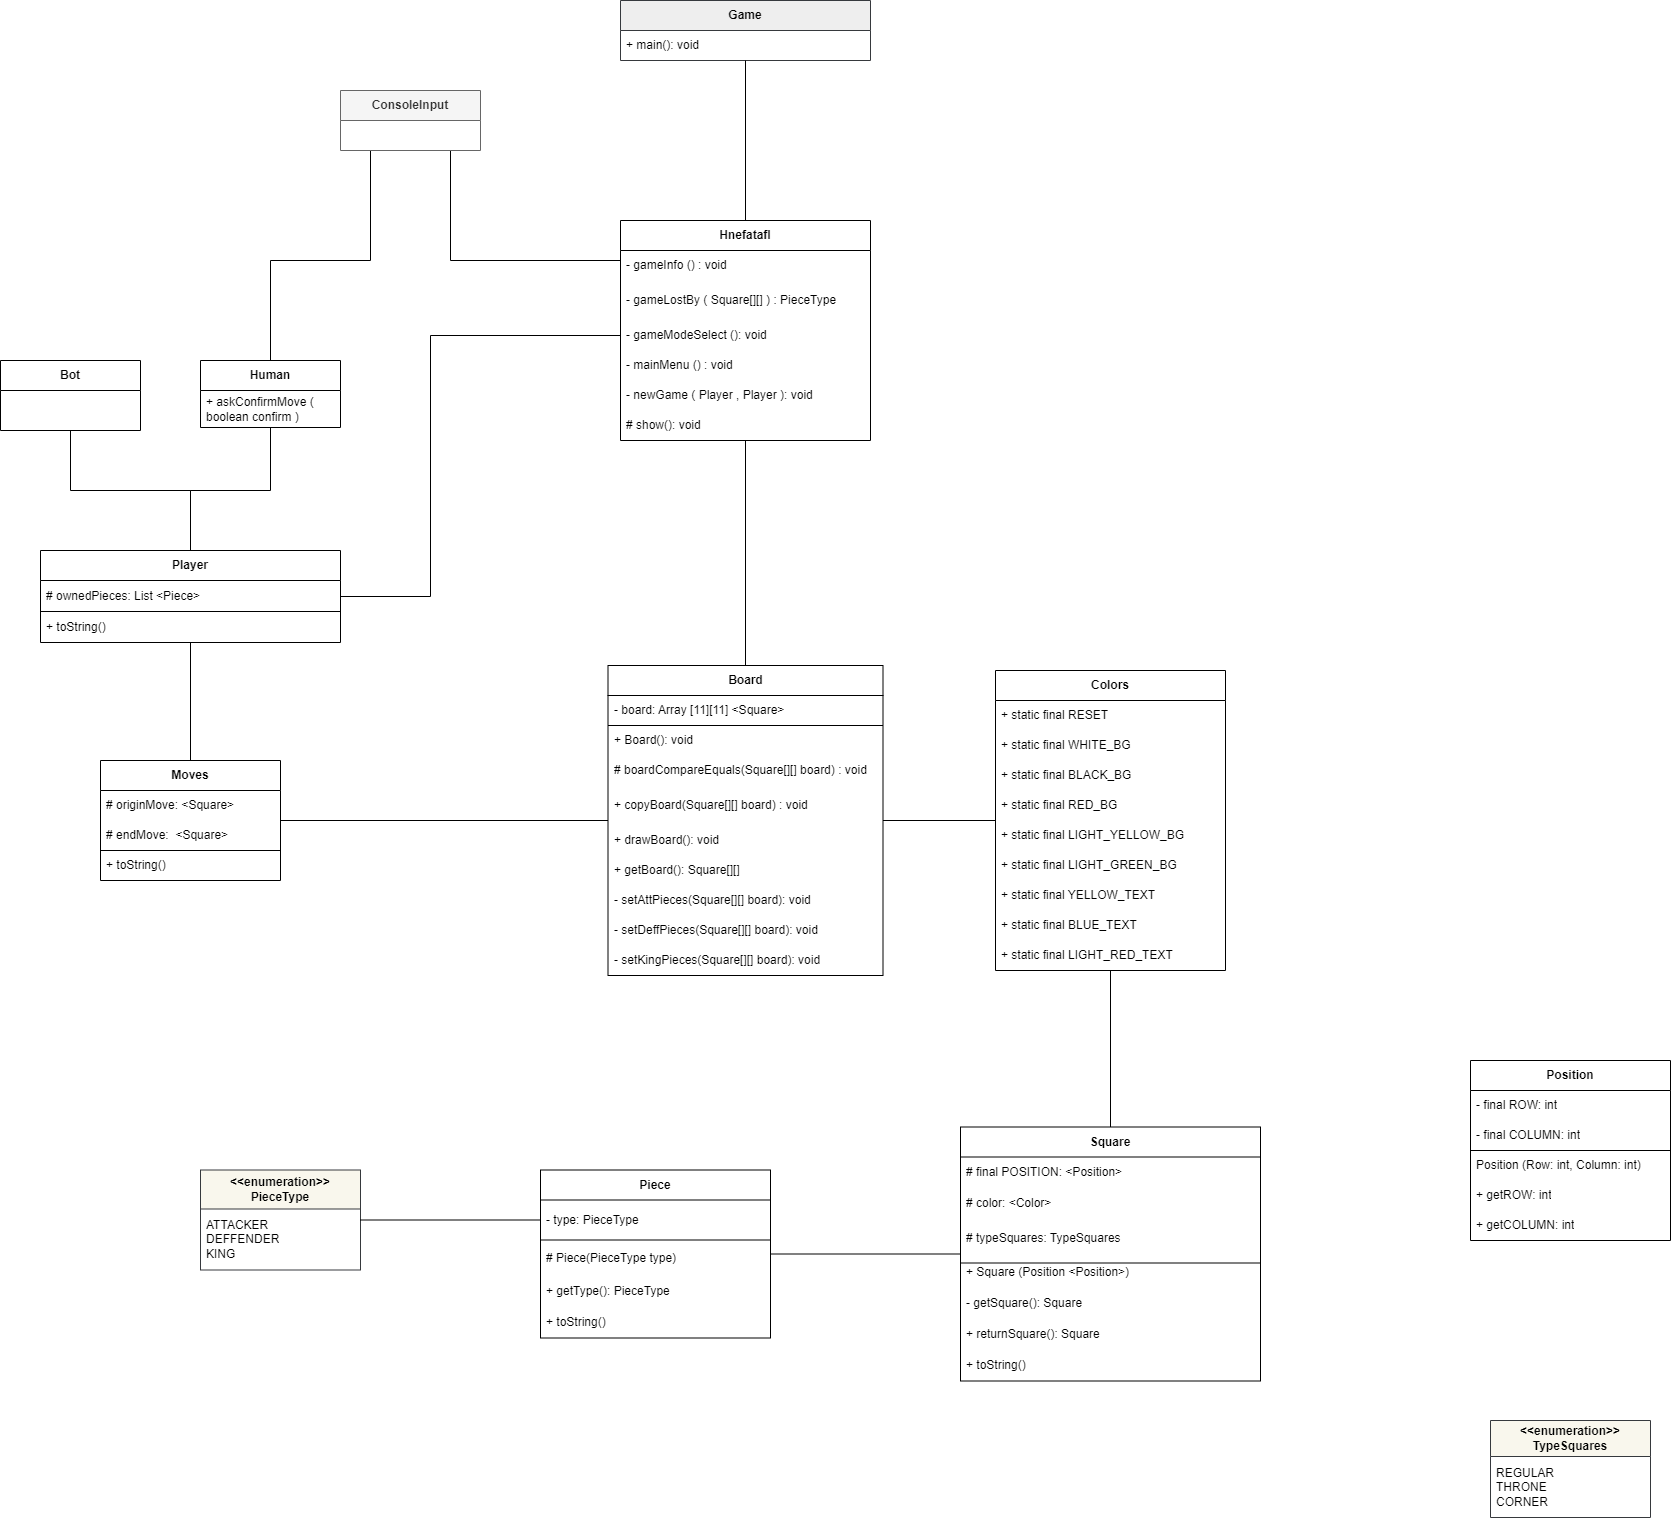 Game
+ main(): void
ConsoleInput
Hnefatafl
- gameInfo () : void
- gameLostBy ( Square[][] ) : PieceType
- gameModeSelect (): void
- mainMenu () : void
- newGame ( Player , Player ): void
# show(): void
Bot
Human
+ askConfirmMove (
boolean confirm )
Player
# ownedPieces: List <Piece>
+ toString()
Moves
# originMove: <Square>
# endMove:  <Square>
+ toString()
Board
- board: Array [11][11] <Square>
+ Board(): void
# boardCompareEquals(Square[][] board) : void
+ copyBoard(Square[][] board) : void
+ drawBoard(): void
+ getBoard(): Square[][]
- setAttPieces(Square[][] board): void
- setDeffPieces(Square[][] board): void
- setKingPieces(Square[][] board): void
Colors
+ static final RESET
+ static final WHITE_BG
+ static final BLACK_BG
+ static final RED_BG
+ static final LIGHT_YELLOW_BG
+ static final LIGHT_GREEN_BG
+ static final YELLOW_TEXT
+ static final BLUE_TEXT
+ static final LIGHT_RED_TEXT
Position
- final ROW: int
- final COLUMN: int
Position (Row: int, Column: int)
+ getROW: int
+ getCOLUMN: int
Square
# final POSITION: <Position>
# color: <Color>
# typeSquares: TypeSquares
+ Square (Position <Position>)
- getSquare(): Square
+ returnSquare(): Square
+ toString()
Piece
- type: PieceType
# Piece(PieceType type)
+ getType(): PieceType
+ toString()
<<enumeration>>
PieceType
ATTACKER
DEFFENDER
KING
<<enumeration>>
TypeSquares
REGULAR
THRONE
CORNER